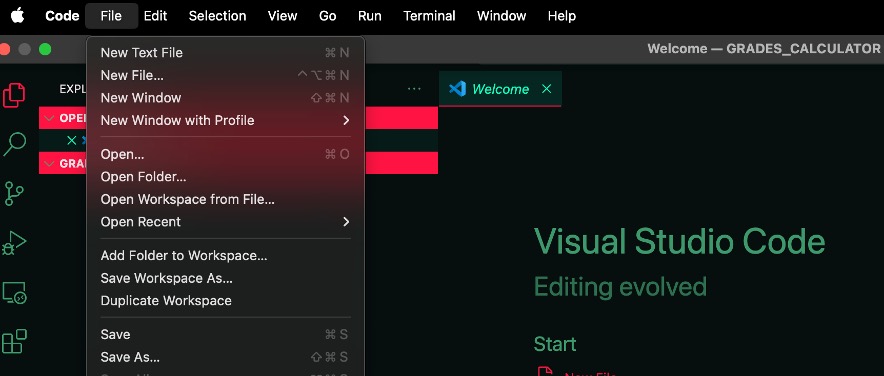 Code File Edit Selection View Go Run Terminal Window Help
Welcome — GRADES_CALCULATOR
New Text File ⌘ N
New File... ⌃⌥⌘ N
New Window ⇧⌘ N
New Window with Profile
Open... ⌘ O
Open Folder...
Open Workspace from File...
Open Recent
Add Folder to Workspace...
Save Workspace As...
Duplicate Workspace
Save ⌘ S
Save As... ⇧⌘ S
EXPL
OPE
GRA
Welcome
Visual Studio Code
Editing evolved
Start
New File